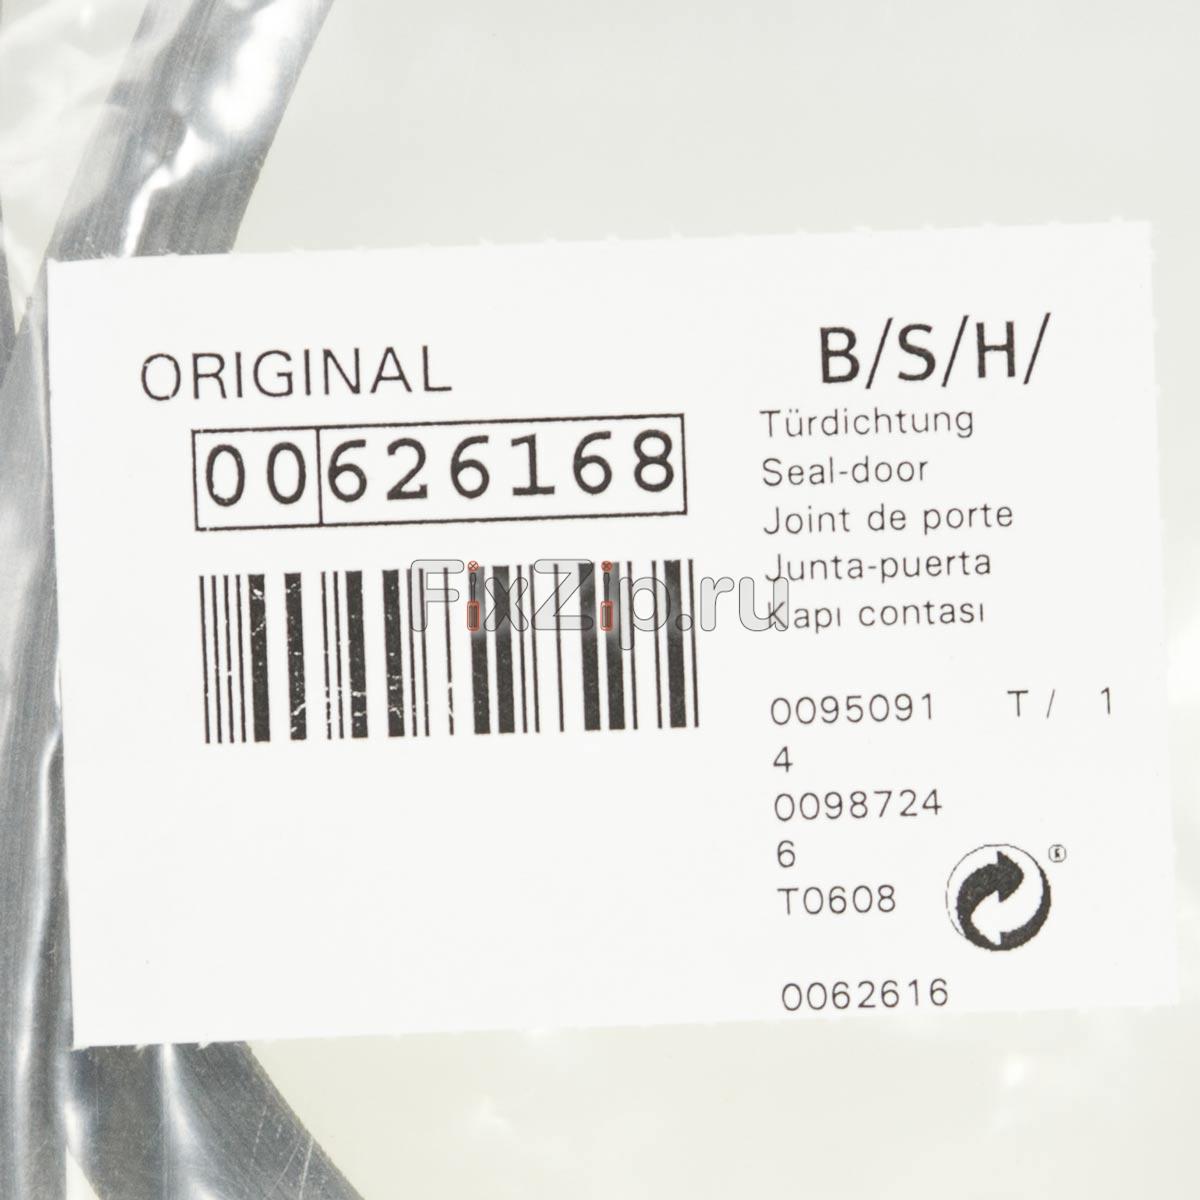 ORIGINAL
B/S/H/
00626168
Türdichtung
Seal-door
Joint de porte
Junta-puerta
Kapı contası
FixZip.ru
0095091 T / 1
4
0098724
6
T0608
®
0062616